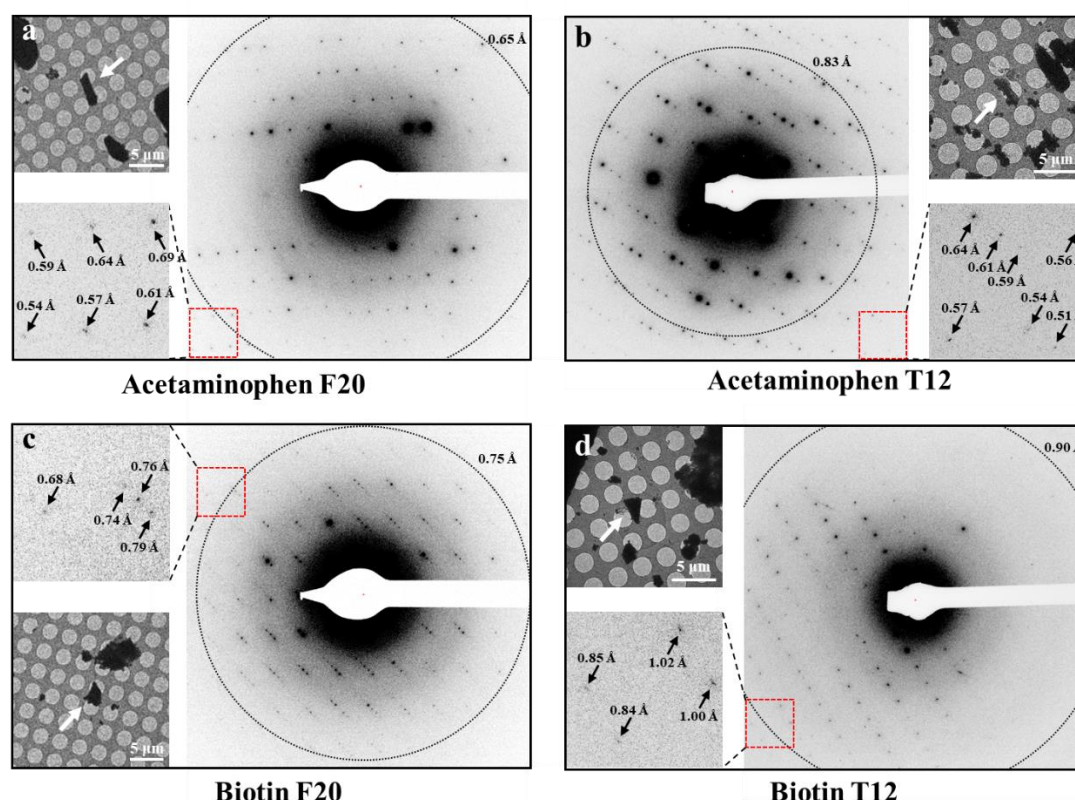 a
5 µm
0.65 Å
0.59 Å
0.64 Å
0.69 Å
0.54 Å
0.57 Å
0.61 Å
Acetaminophen F20
b
0.83 Å
5 µm
0.64 Å
0.61 Å
0.59 Å
0.56 Å
0.57 Å
0.54 Å
0.51 Å
Acetaminophen T12
c
0.68 Å
0.76 Å
0.74 Å
0.79 Å
0.75 Å
5 µm
Biotin F20
d
5 µm
0.90 Å
0.85 Å
1.02 Å
0.84 Å
1.00 Å
Biotin T12